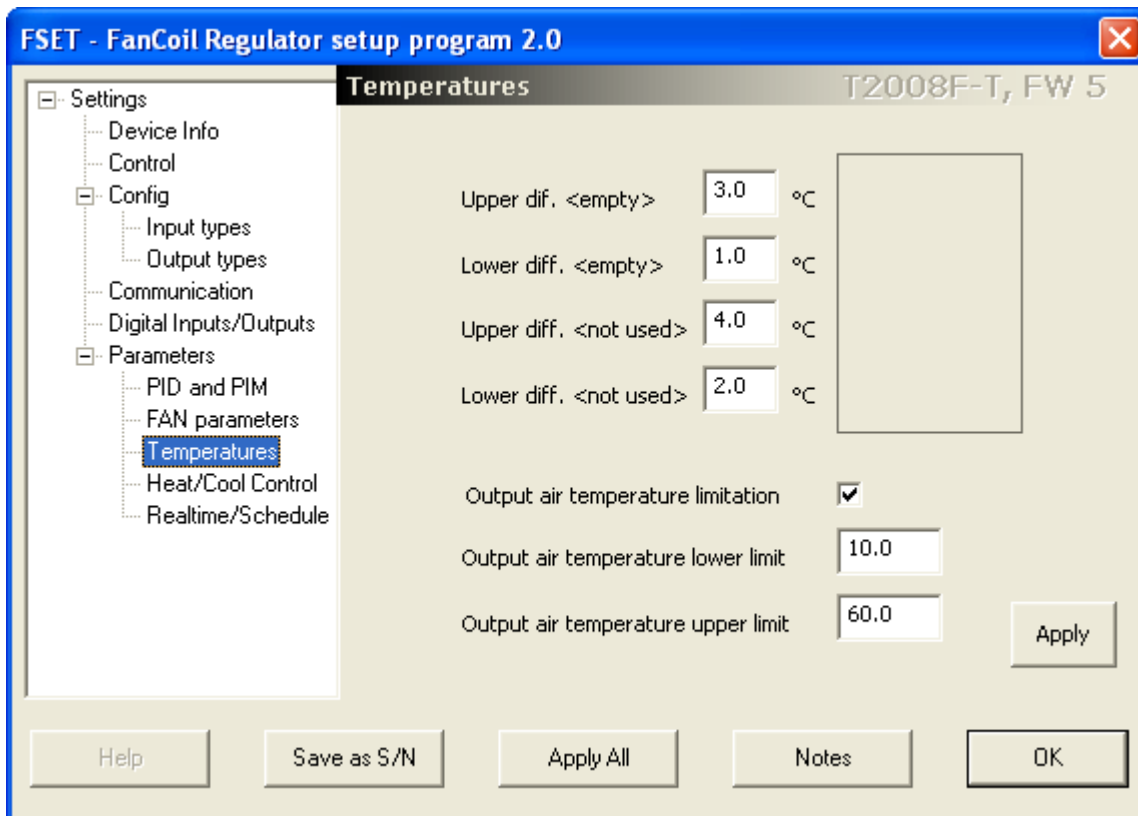 FSET - FanCoil Regulator setup program 2.0
Settings
Device Info
Control
Config
Input types
Output types
Communication
Digital Inputs/Outputs
Parameters
PID and PIM
FAN parameters
Temperatures
Heat/Cool Control
Realtime/Schedule
Temperatures T2008F-T, FW 5
Upper dif. <empty> 3.0 °C
Lower diff. <empty> 1.0 °C
Upper diff. <not used> 4.0 °C
Lower diff. <not used> 2.0 °C
Output air temperature limitation
Output air temperature lower limit 10.0
Output air temperature upper limit 60.0
Apply
Help Save as S/N Apply All Notes OK